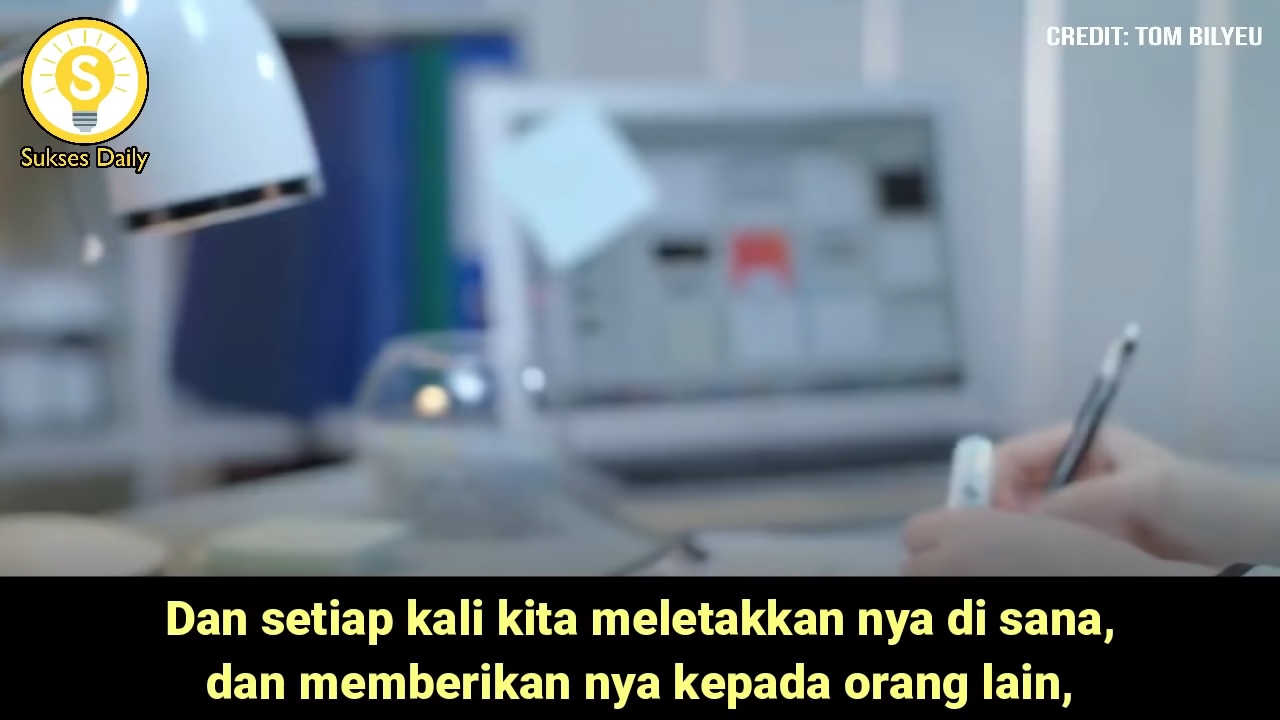 CREDIT: TOM BILYEU
S
Sukses Daily
Dan setiap kali kita meletakkan nya di sana,
dan memberikan nya kepada orang lain,